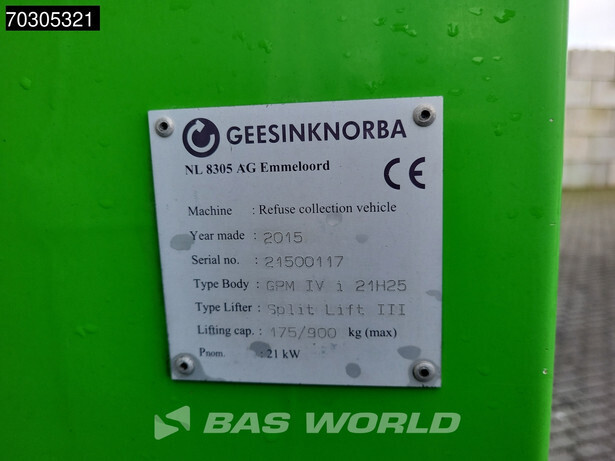 70305321
GEESINKNORBA
NL 8305 AG Emmeloord
CE
Machine : Refuse collection vehicle
Year made : 2015
Serial no. : 21500117
Type Body : GPM IV i 21H25
Type Lifter : Split Lift III
Lifting cap. : 175/900 kg (max)
Pnom. : 21 kW
BAS WORLD